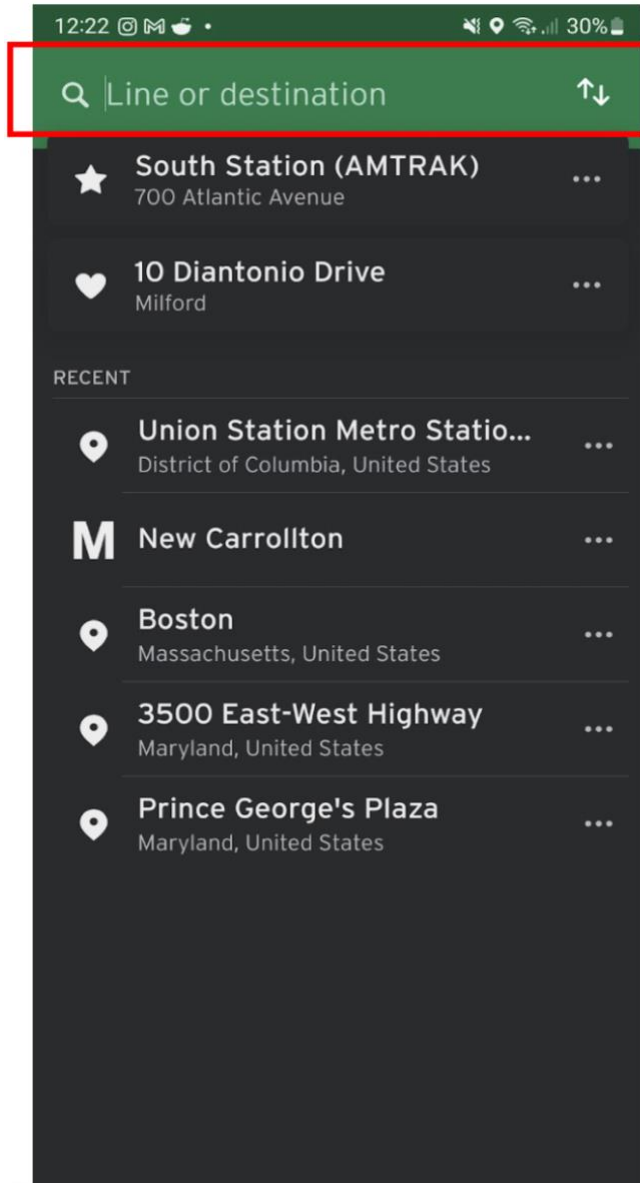 12:22 30%
Line or destination
South Station (AMTRAK)
700 Atlantic Avenue
10 Diantonio Drive
Milford
RECENT
Union Station Metro Statio...
District of Columbia, United States
M New Carrollton
Boston
Massachusetts, United States
3500 East-West Highway
Maryland, United States
Prince George's Plaza
Maryland, United States